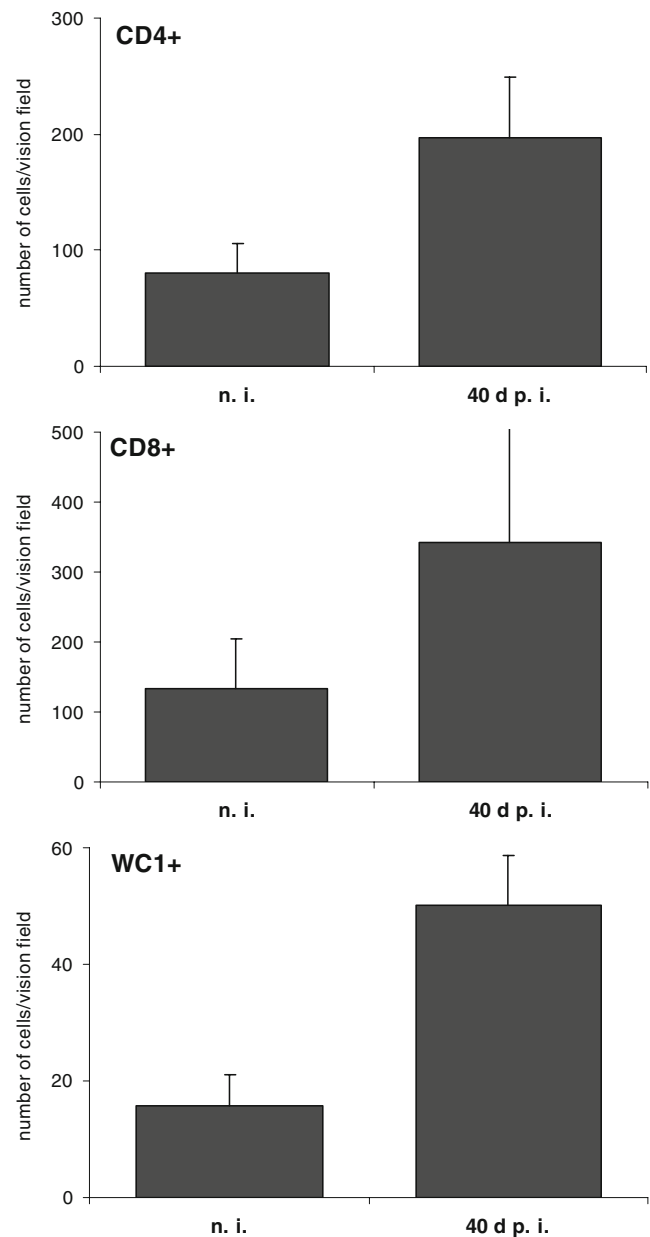 CD4+
number of cells/vision field
300
200
100
0
n. i.
40 d p. i.
CD8+
number of cells/vision field
500
400
300
200
100
0
n. i.
40 d p. i.
WC1+
number of cells/vision field
60
40
20
0
n. i.
40 d p. i.